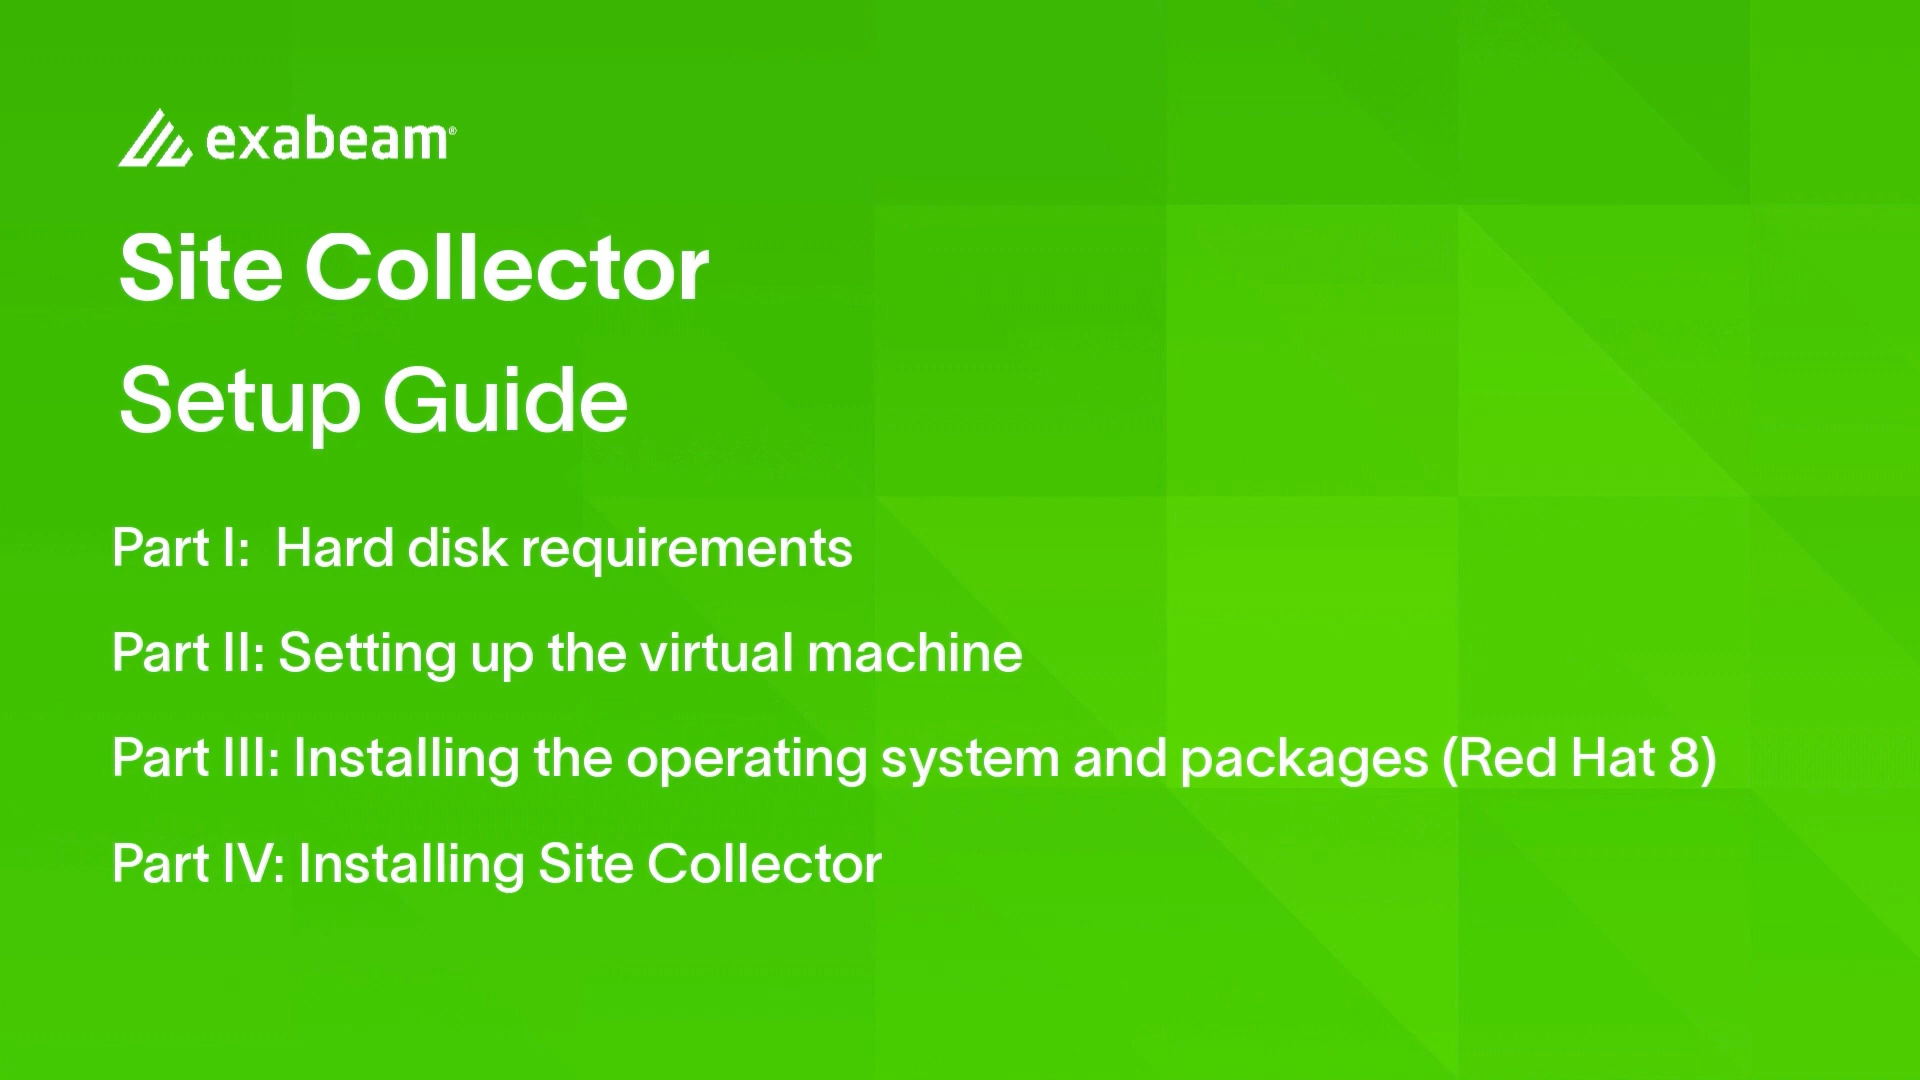 exabeam®
Site Collector
Setup Guide
Part I: Hard disk requirements
Part II: Setting up the virtual machine
Part III: Installing the operating system and packages (Red Hat 8)
Part IV: Installing Site Collector